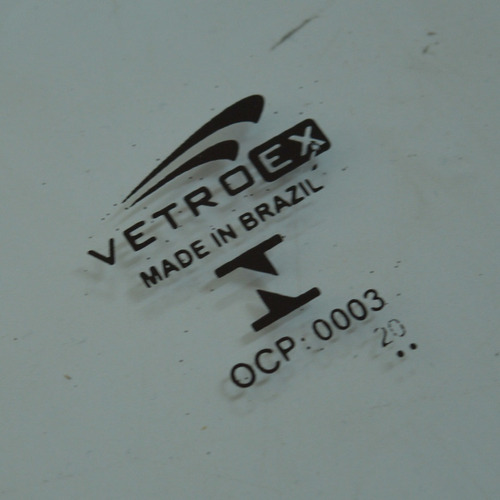 VETROEX
MADE IN BRAZIL
OCP: 0003
20